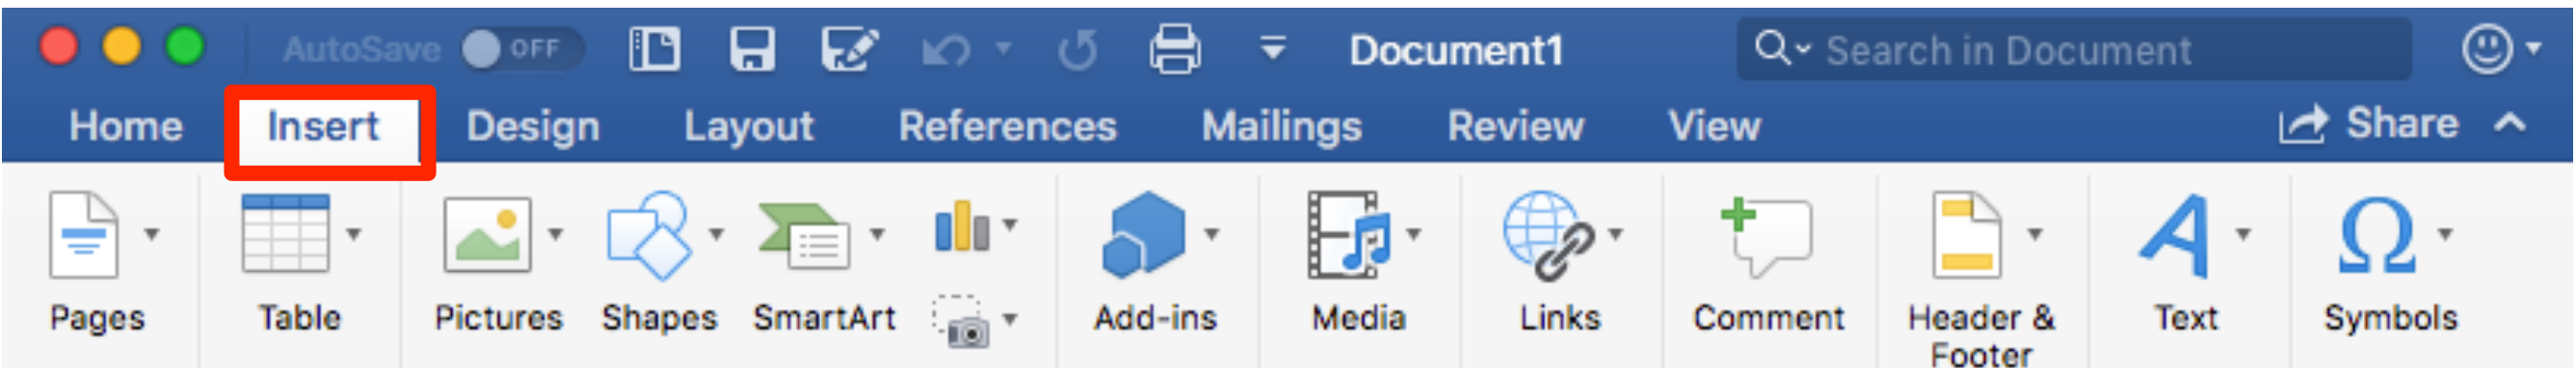 AutoSave OFF Document1 Search in Document
Home Insert Design Layout References Mailings Review View Share
Pages Table Pictures Shapes SmartArt Add-ins Media Links Comment Header & Text Symbols
Footer